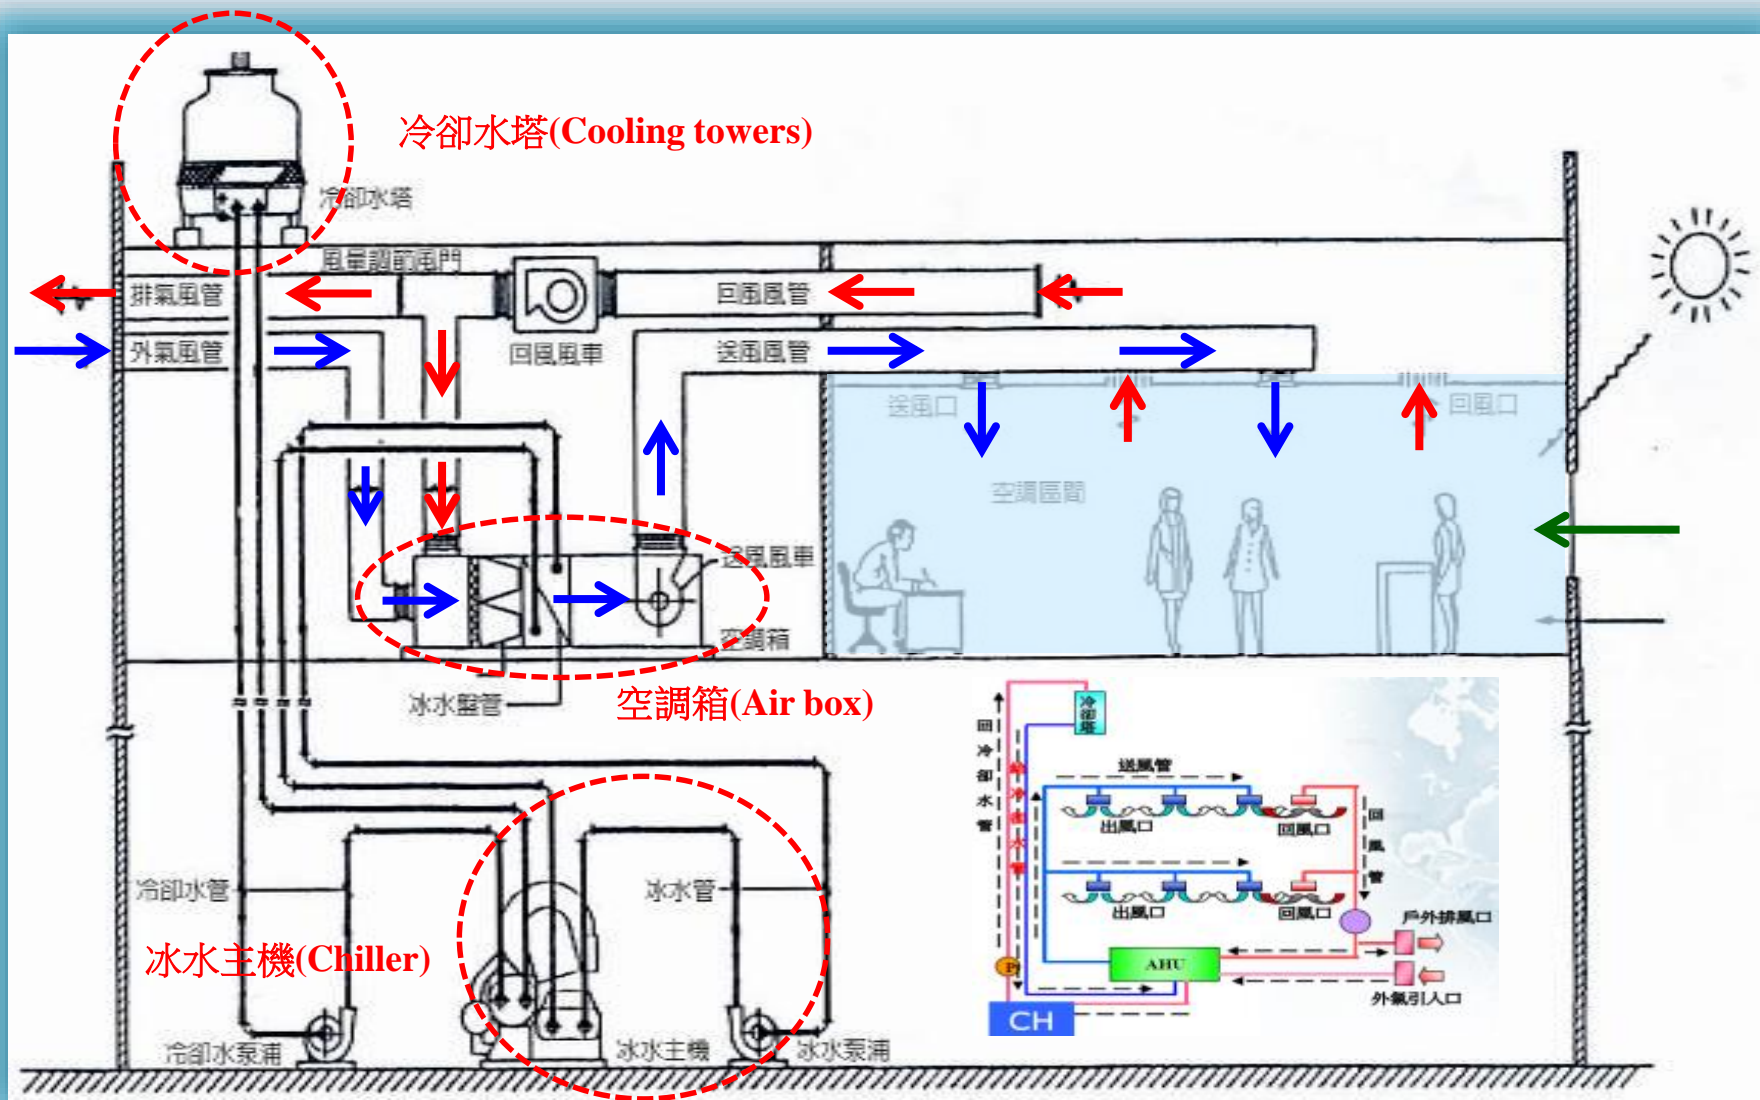 冷卻水塔(Cooling towers)
冷卻水塔
風量調節風門
排氣風管
回風風管
外氣風管
回風風車
送風風管
送風口
回風口
空調區間
送風風車
空調箱
冰水盤管
空調箱(Air box)
冷卻水管
冰水管
冰水主機(Chiller)
冷卻水泵浦
冰水主機
冰水泵浦
冷卻塔
回冷卻水管
送風管
出風口
回風口
回風管
出風口
回風口
戶外排風口
AHU
外氣引入口
P
CH